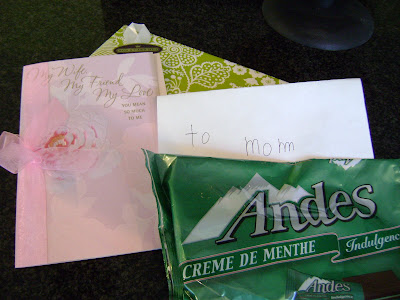 My Wife,
My Friend,
My Love
YOU MEAN
SO MUCH
TO ME
to mom
Andes
CREME DE MENTHE
Indulgenc